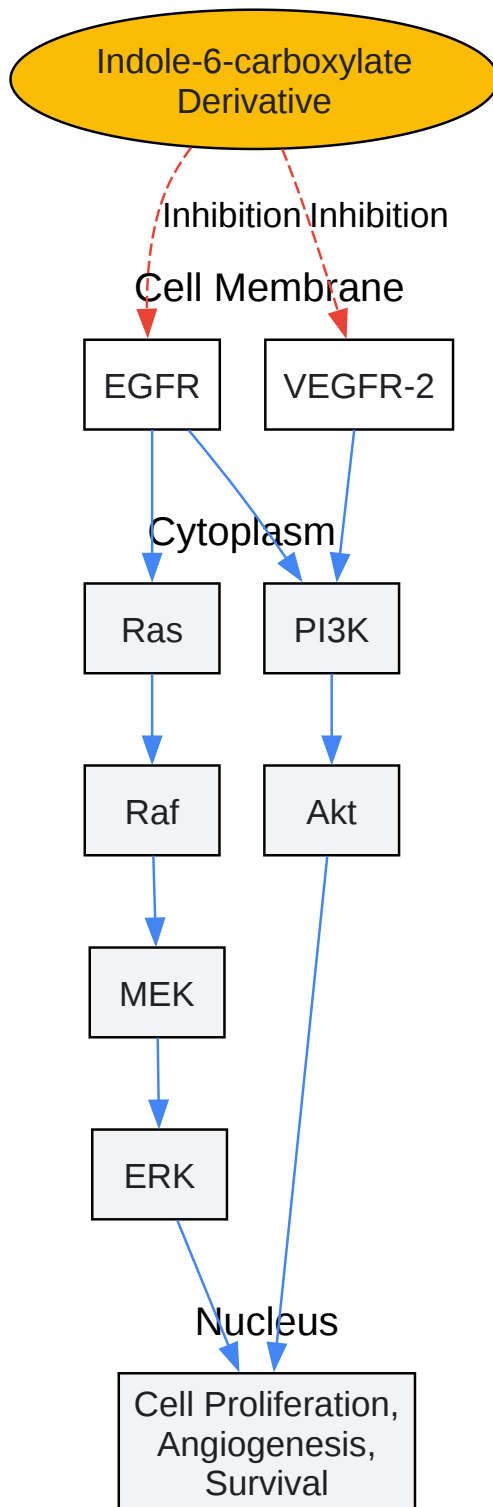 Indole-6-carboxylate
Derivative
Inhibition Inhibition
Cell Membrane
EGFR
VEGFR-2
Cytoplasm
Ras
PI3K
Raf
Akt
MEK
ERK
Nucleus
Cell Proliferation,
Angiogenesis,
Survival